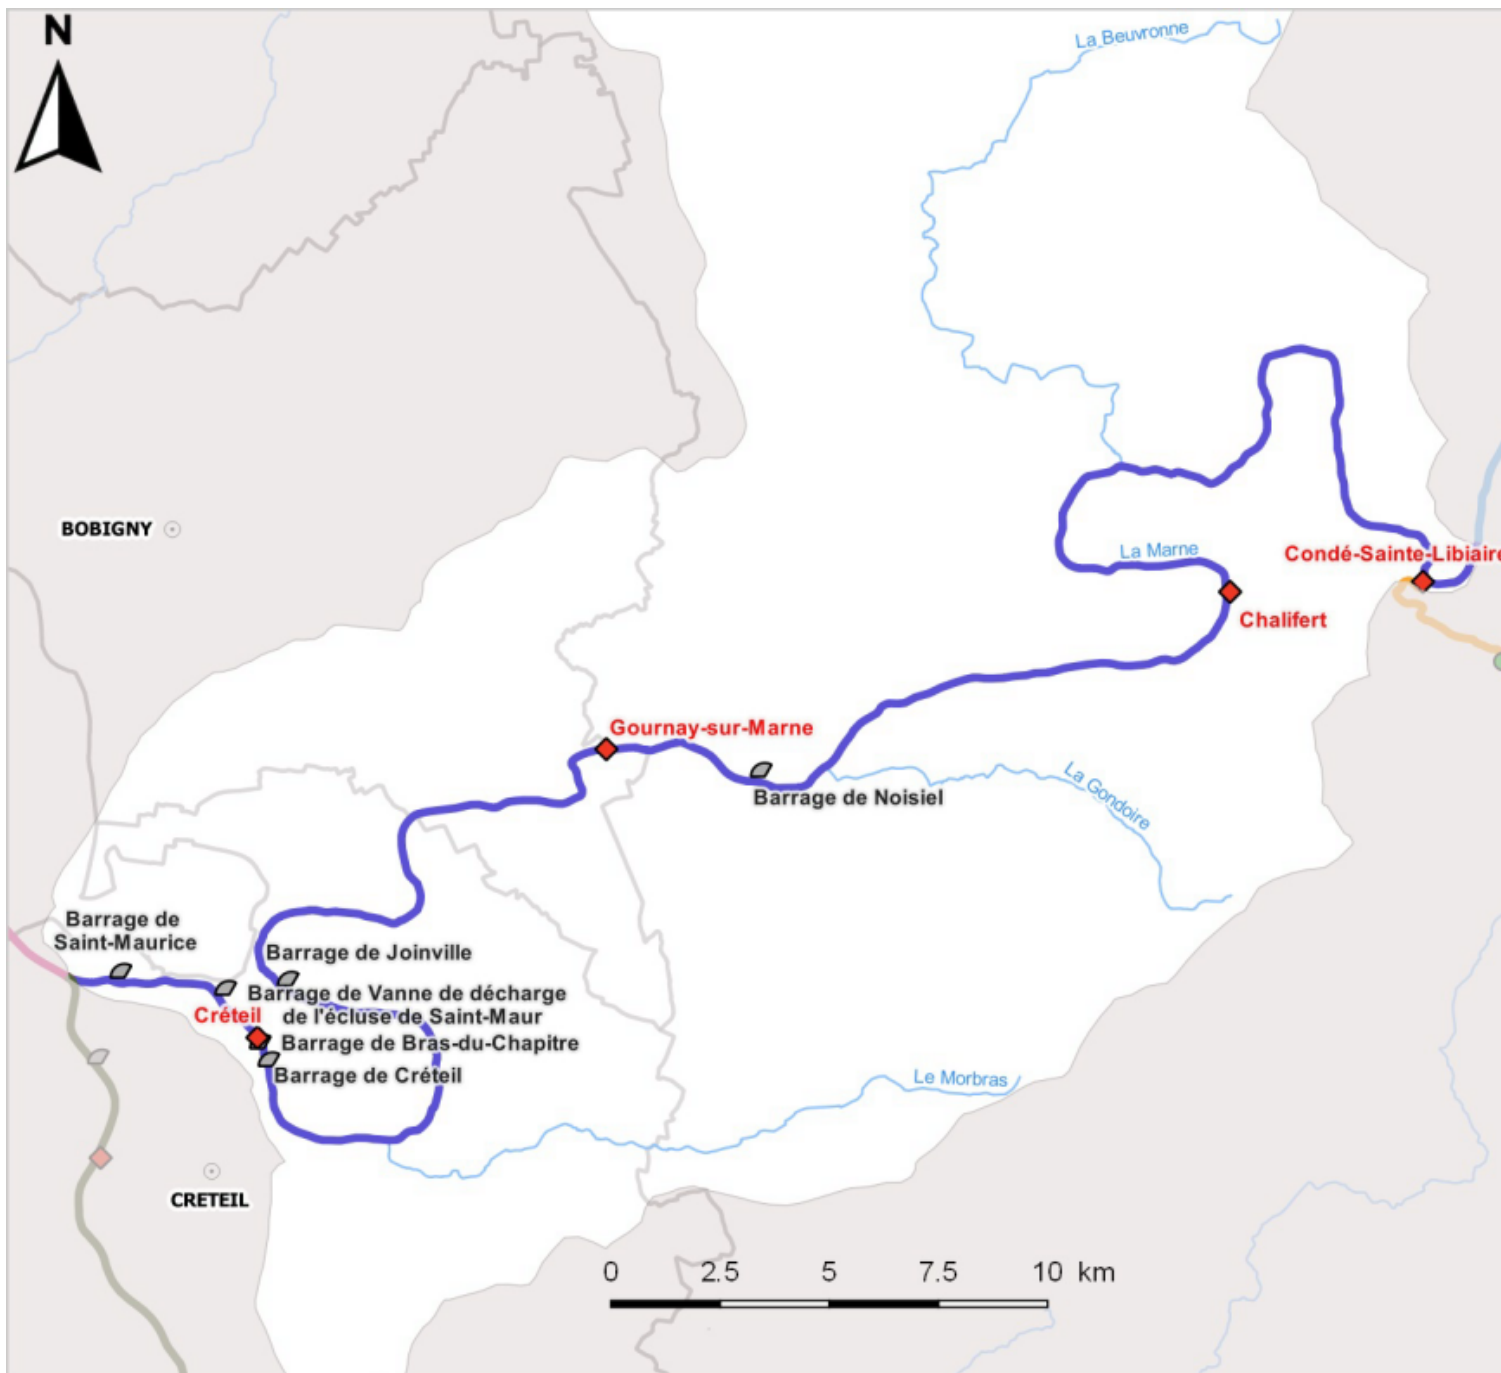 N
La Beuvronne
BOBIGNY
La Marne
Condé-Sainte-Libiaire
Chalifert
Gournay-sur-Marne
Barrage de Noisiel
La Gondoire
Barrage de
Saint-Maurice
Barrage de Joinville
Barrage de Vanne de décharge
de l'écluse de Saint-Maur
Créteil
Barrage de Bras-du-Chapitre
Barrage de Créteil
Le Morbras
CRETEIL
0 2.5 5 7.5 10 km